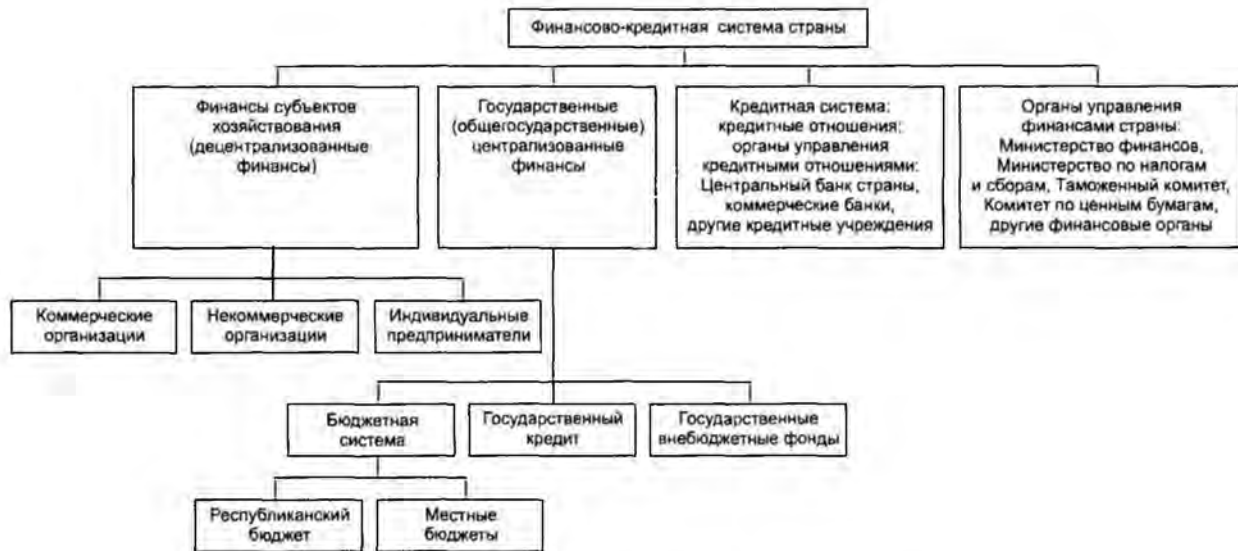 Финансово-кредитная система страны
Финансы субъектов
хозяйствования
(децентрализованные
финансы)
Государственные
(общегосударственные)
централизованные
финансы
Кредитная система:
кредитные отношения:
органы управления
кредитными отношениями:
Центральный банк страны,
коммерческие банки,
другие кредитные учреждения
Органы управления
финансами страны:
Министерство финансов,
Министерство по налогам
и сборам, Таможенный комитет,
Комитет по ценным бумагам,
другие финансовые органы
Коммерческие
организации
Некоммерческие
организации
Индивидуальные
предприниматели
Бюджетная
система
Государственный
кредит
Государственные
внебюджетные фонды
Республиканский
бюджет
Местные
бюджеты